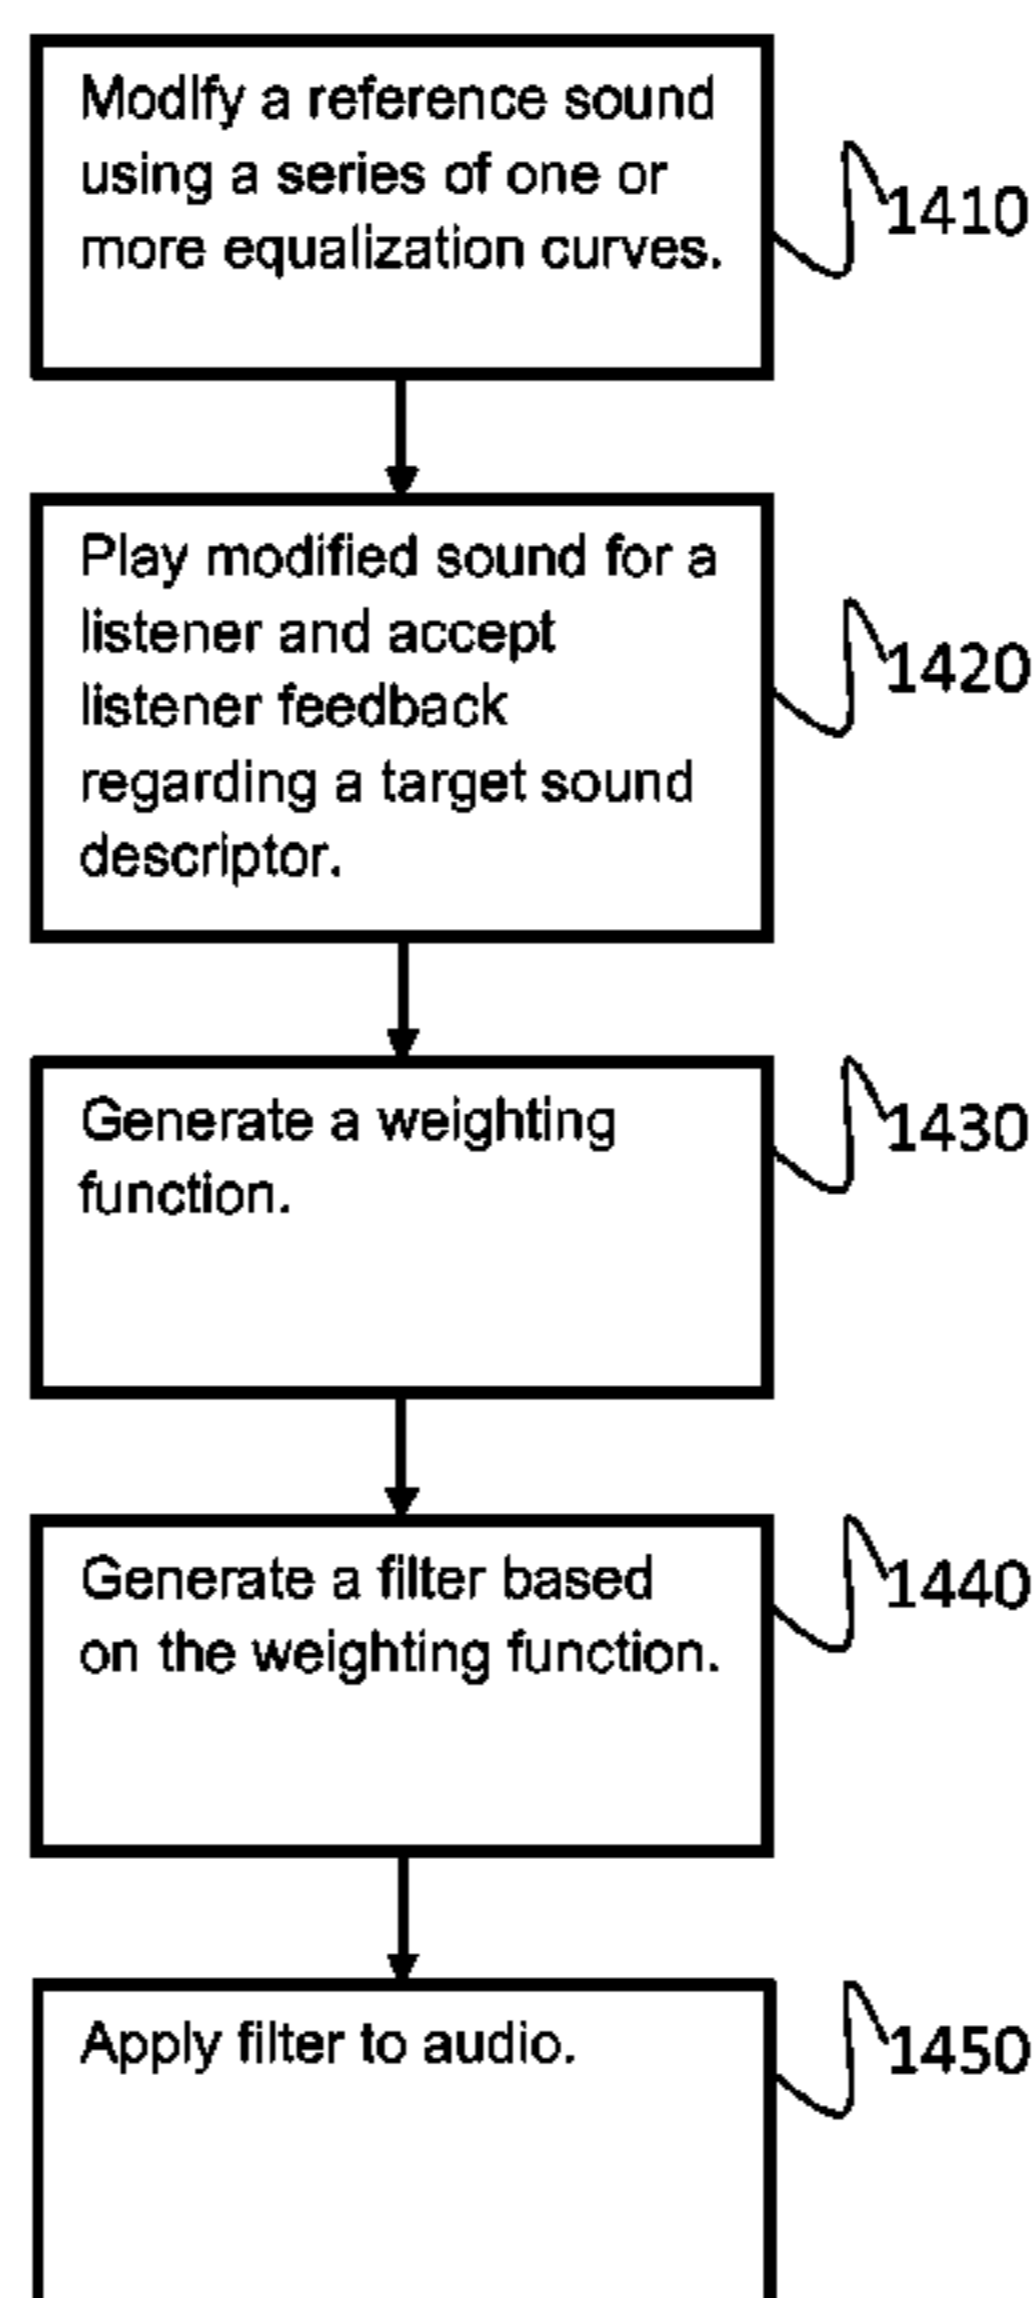 Modify a reference sound
using a series of one or
more equalization curves.
1410
Play modified sound for a
listener and accept
listener feedback
regarding a target sound
descriptor.
1420
Generate a weighting
function.
1430
Generate a filter based
on the weighting function.
1440
Apply filter to audio.
1450